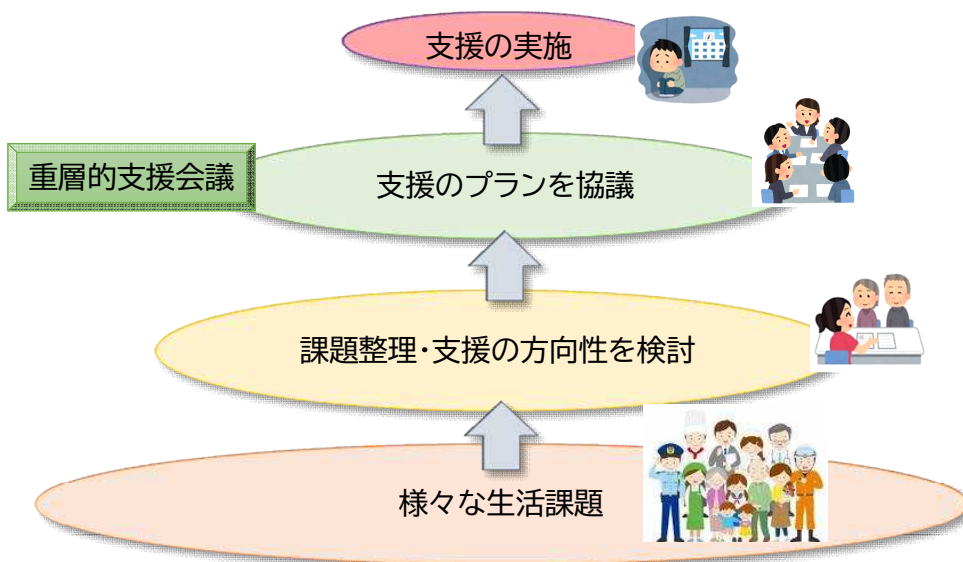 支援の実施
重層的支援会議
支援のプランを協議
課題整理・支援の方向性を検討
様々な生活課題